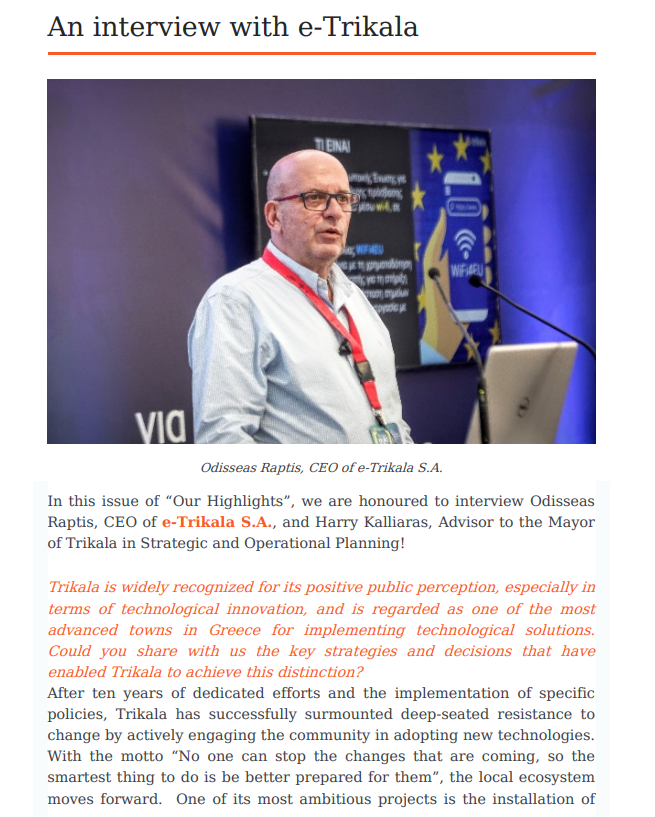 An interview with e-Trikala
ΤΙ ΕΙΝΑΙ
WiFi4EU
WiFi4EU
via
Odisseas Raptis, CEO of e-Trikala S.A.
In this issue of “Our Highlights”, we are honoured to interview Odisseas
Raptis, CEO of e-Trikala S.A., and Harry Kalliaras, Advisor to the Mayor
of Trikala in Strategic and Operational Planning!
Trikala is widely recognized for its positive public perception, especially in
terms of technological innovation, and is regarded as one of the most
advanced towns in Greece for implementing technological solutions.
Could you share with us the key strategies and decisions that have
enabled Trikala to achieve this distinction?
After ten years of dedicated efforts and the implementation of specific
policies, Trikala has successfully surmounted deep-seated resistance to
change by actively engaging the community in adopting new technologies.
With the motto “No one can stop the changes that are coming, so the
smartest thing to do is be better prepared for them”, the local ecosystem
moves forward.  One of its most ambitious projects is the installation of